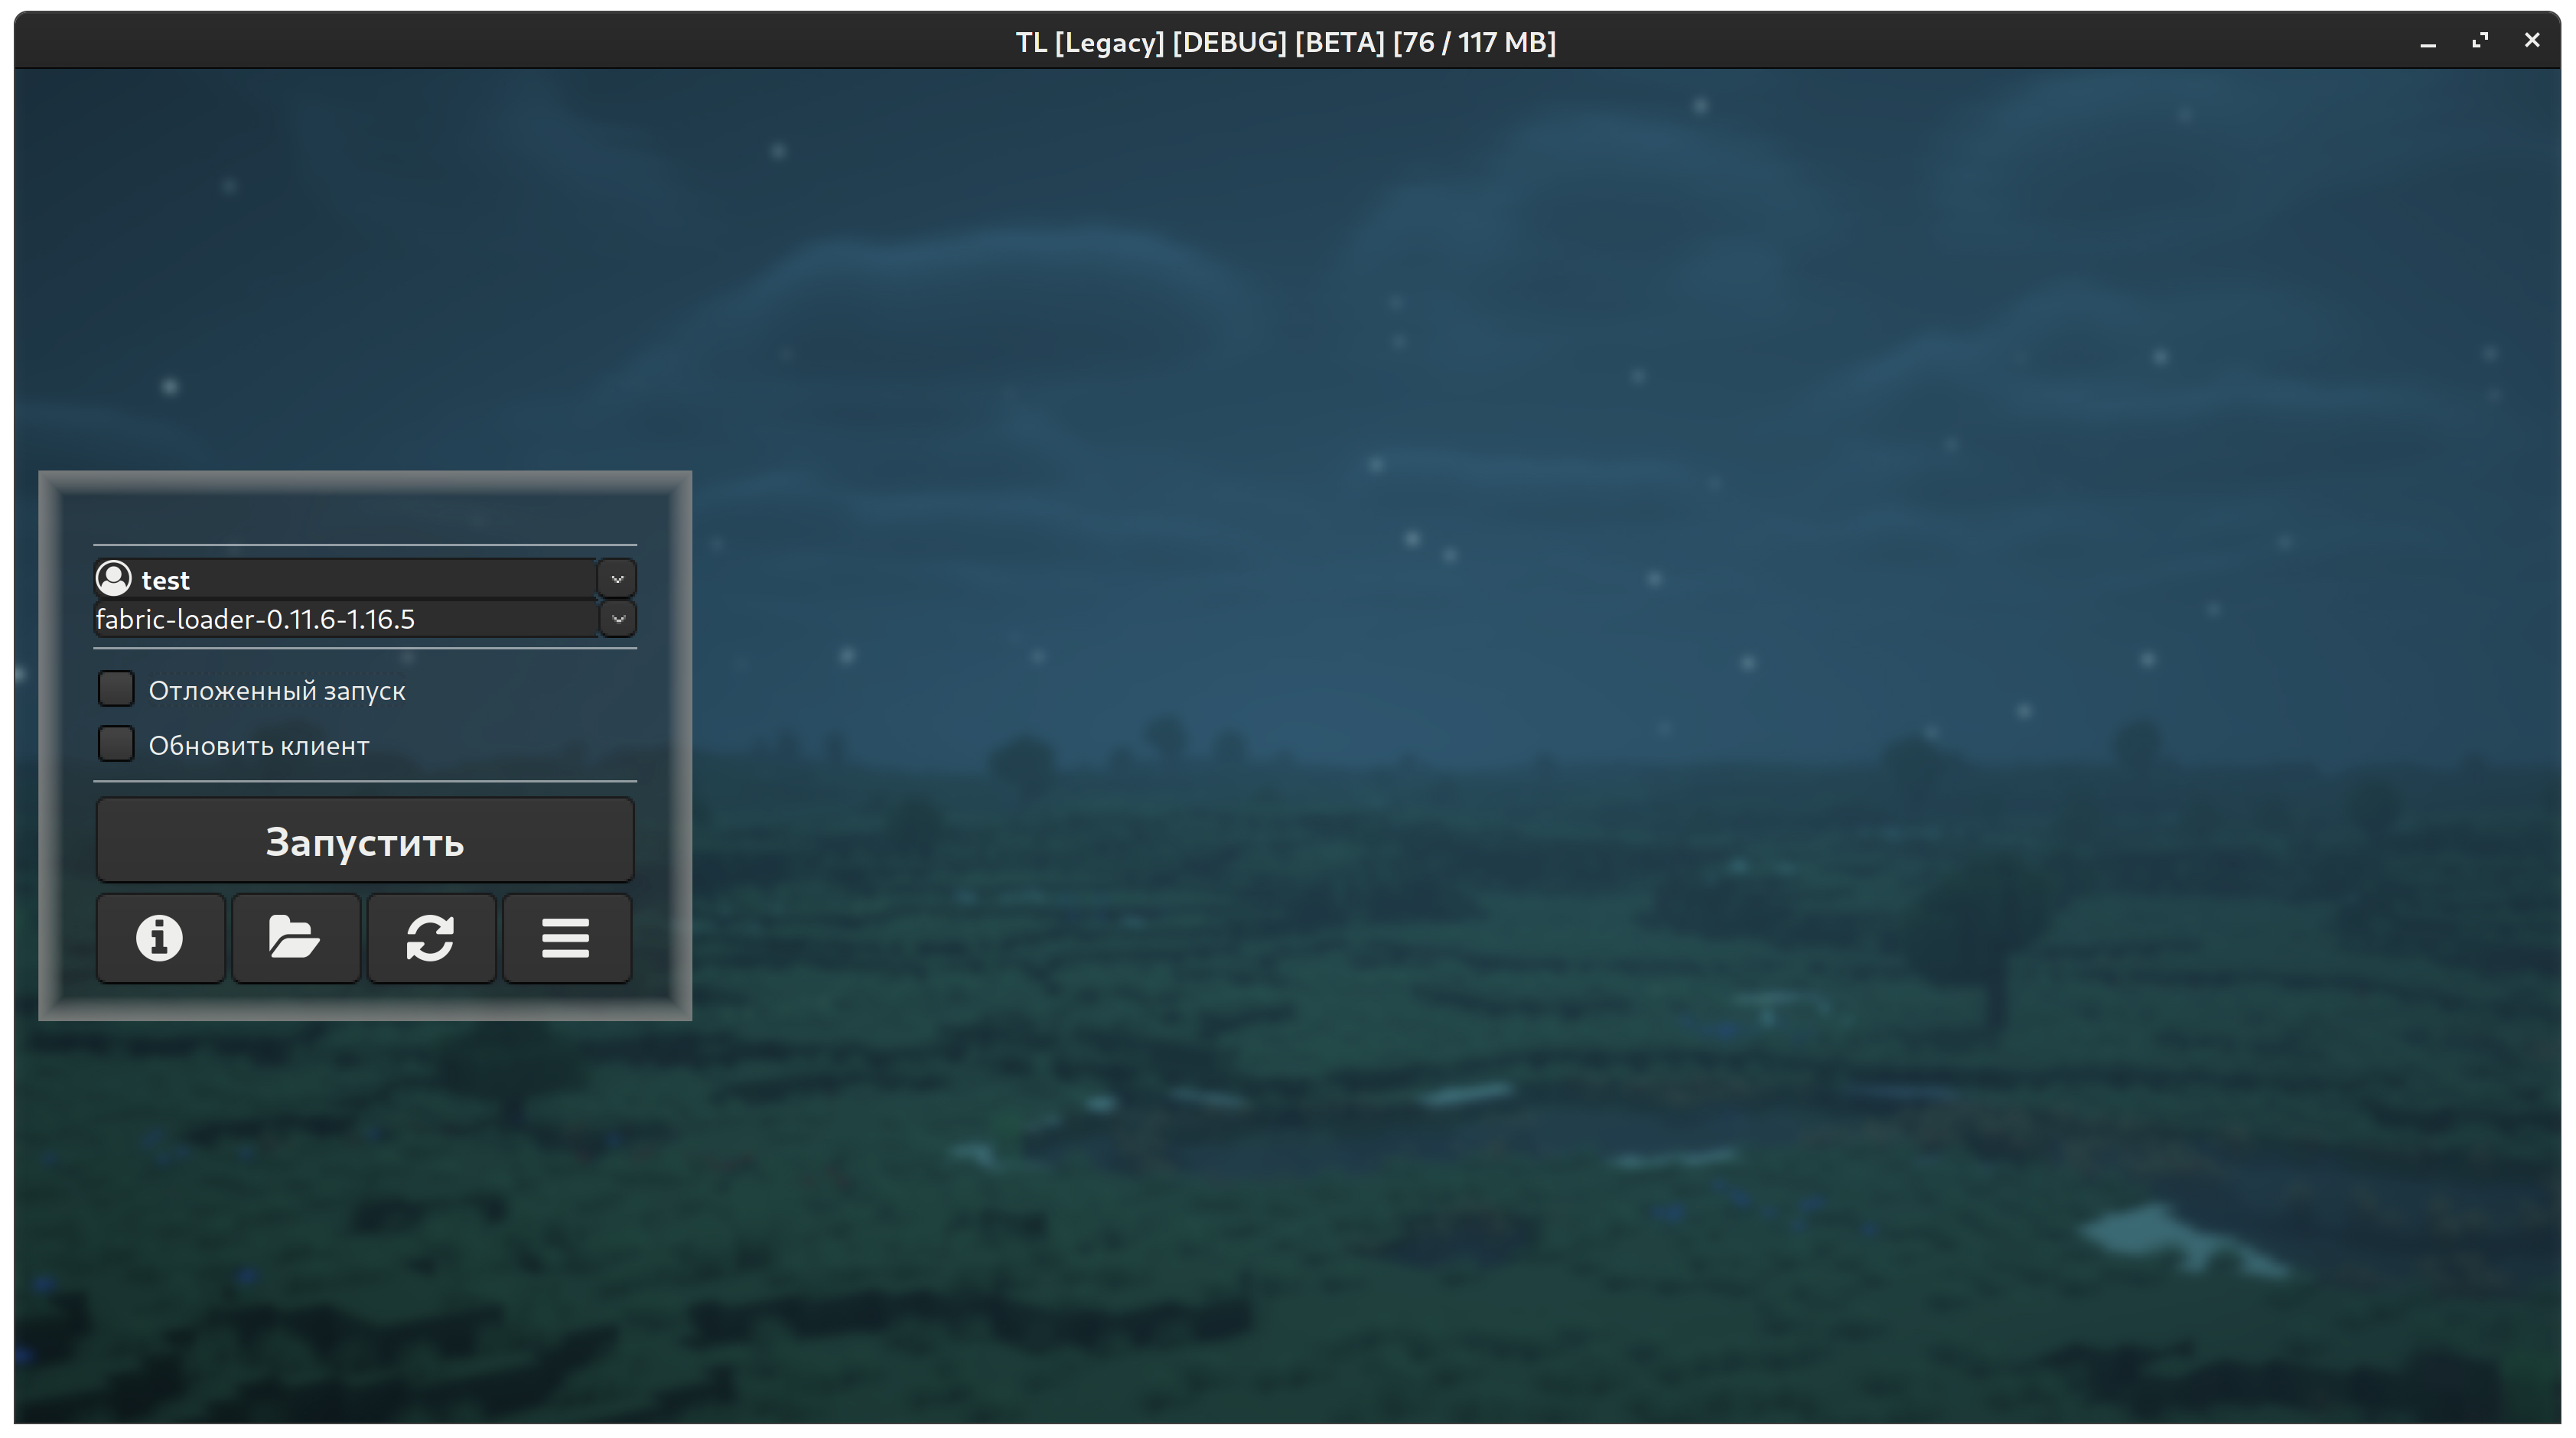 TL [Legacy] [DEBUG] [BETA] [76 / 117 MB]
test
fabric-loader-0.11.6-1.16.5
Отложенный запуск
Обновить клиент
Запустить